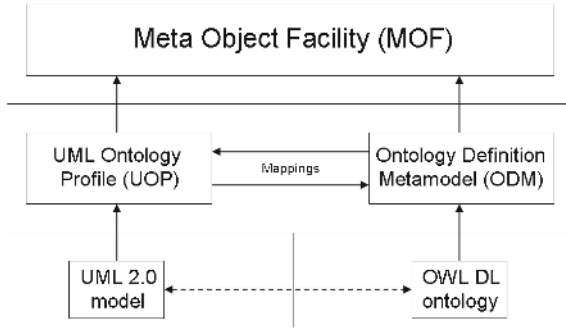 Meta Object Facility (MOF)
UML Ontology
Profile (UOP)
Mappings
Ontology Definition
Metamodel (ODM)
UML 2.0
model
OWL DL
ontology